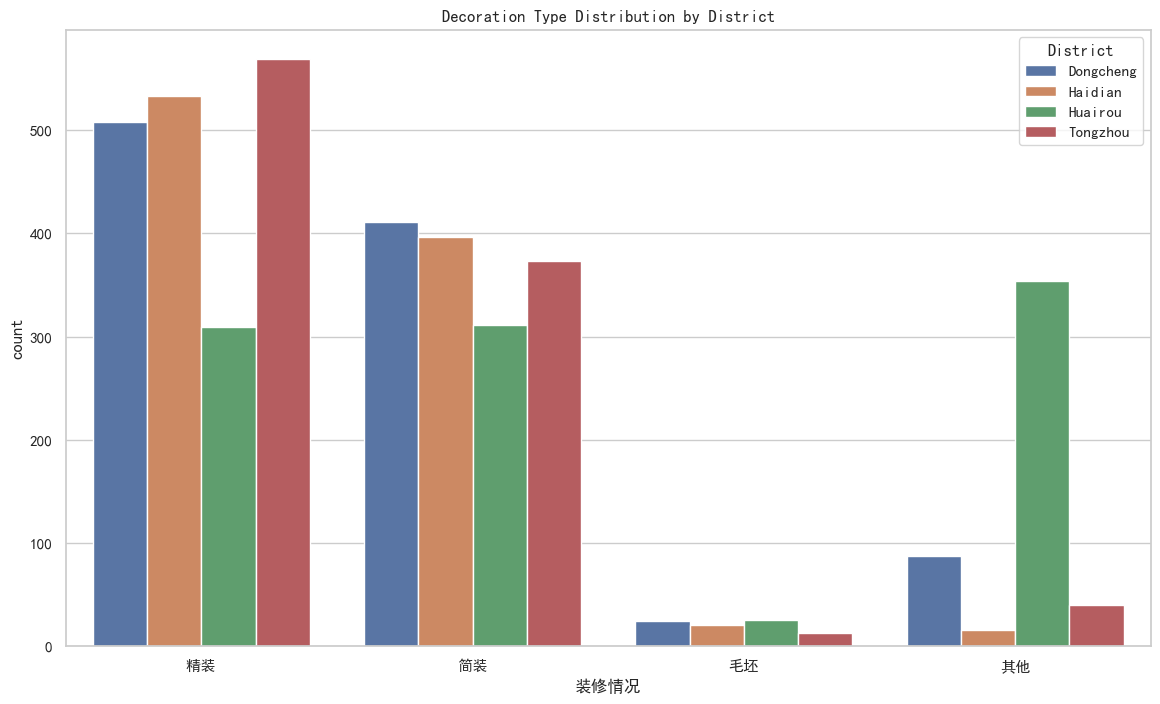 Decoration Type Distribution by District
District
Dongcheng
Haidian
Huairou
Tongzhou
count
500
400
300
200
100
0
精装 简装 毛坯 其他
装修情况